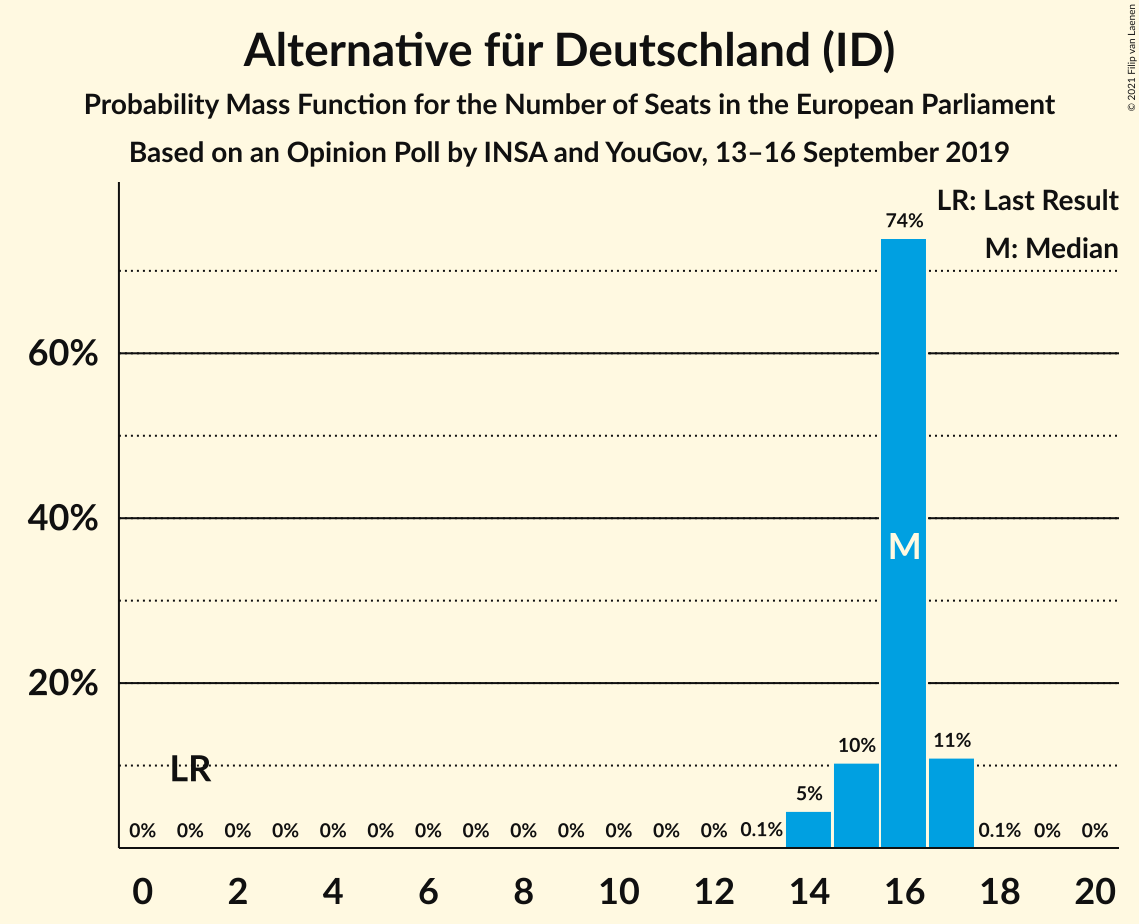 Alternative für Deutschland (ID)
Probability Mass Function for the Number of Seats in the European Parliament
Based on an Opinion Poll by INSA and YouGov, 13–16 September 2019
© 2021 Filip van Laenen
LR: Last Result
M: Median
74%
60%
40%
M
20%
LR
0% 0% 0% 0% 0% 0% 0% 0% 0% 0% 0% 0% 0% 0.1% 5% 10% 11% 0.1% 0% 0%
0 2 4 6 8 10 12 14 16 18 20